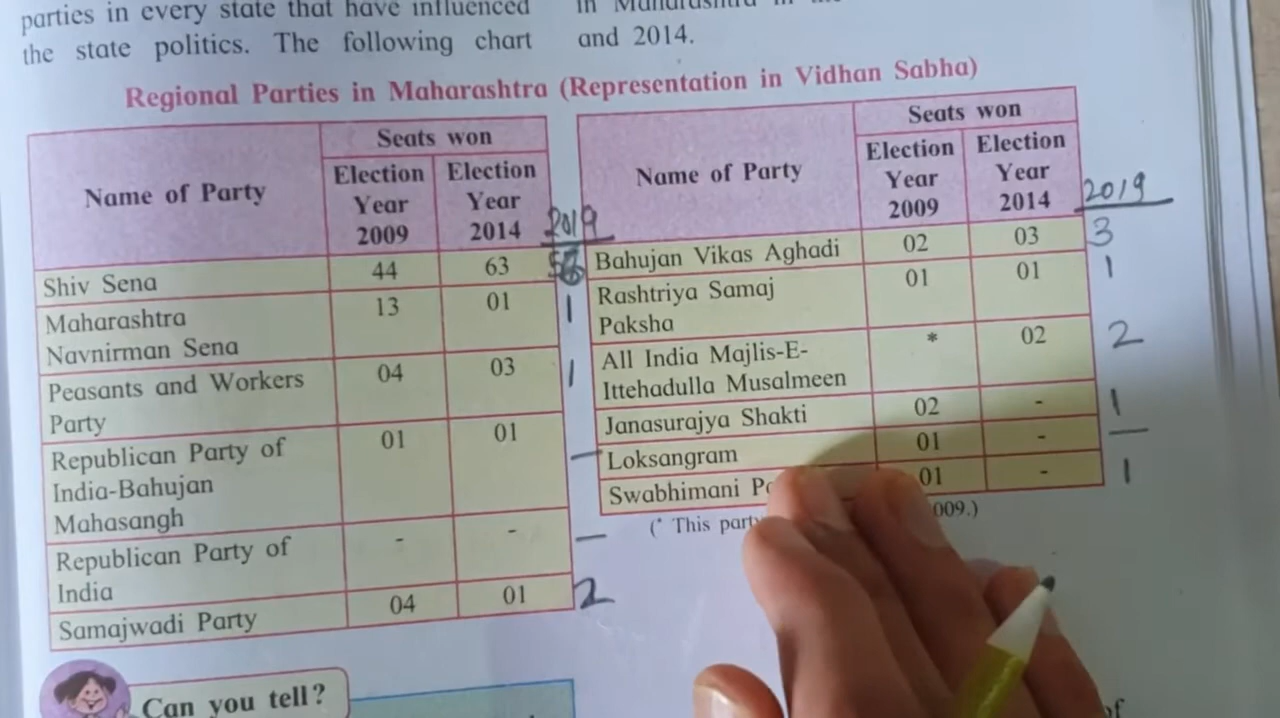 parties in every state that have influenced
the state politics. The following chart
and 2014.
Regional Parties in Maharashtra (Representation in Vidhan Sabha)
Name of Party
Seats won
Election Year 2009
Election Year 2014
2019
Shiv Sena 44 63 56
Maharashtra
Navnirman Sena 13 01 1
Peasants and Workers
Party 04 03 1
Republican Party of
India-Bahujan
Mahasangh 01 01 —
Republican Party of
India - - —
Samajwadi Party 04 01 2
Name of Party
Seats won
Election Year 2009
Election Year 2014
2019
Bahujan Vikas Aghadi 02 03 3
Rashtriya Samaj
Paksha 01 01 1
All India Majlis-E-
Ittehadulla Musalmeen * 02 2
Janasurajya Shakti 02 - 1
Loksangram 01 - —
Swabhimani 01 - 1
(* This 009.)
Can you tell?